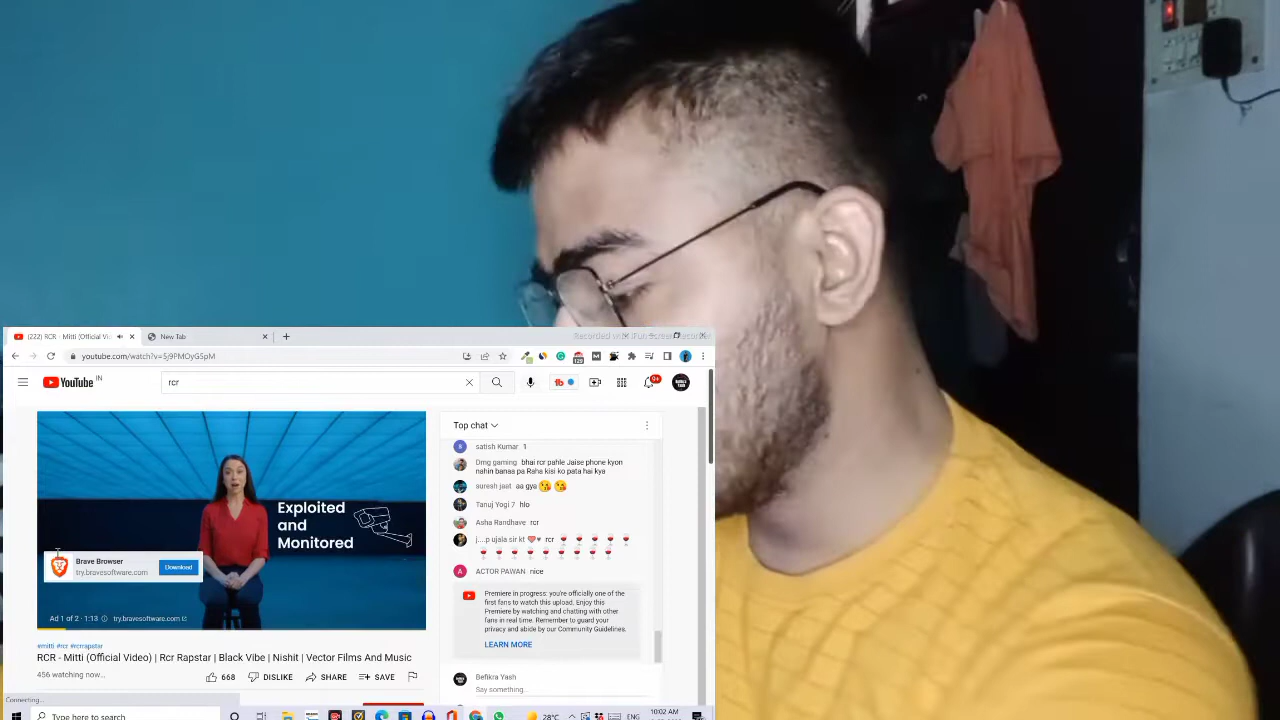 (222) RCR - Mitti (Official Vi
New Tab
youtube.com/watch?v=5j9PMOyG5pM
YouTube IN
rcr
9+
Top chat
satish Kumar 1
Dmg gaming bhai rcr pahle Jaise phone kyon
nahin banaa pa Raha kisi ko pata hai kya
suresh jaat aa gya
Tanuj Yogi 7 hlo
Asha Randhave rcr
j....p ujala sir kt rcr
ACTOR PAWAN nice
Premiere in progress: you're officially one of the
first fans to watch this upload. Enjoy this
Premiere by watching and chatting with other
fans in real time. Remember to guard your
privacy and abide by our Community Guidelines.
LEARN MORE
Befikra Yash
Say something...
Exploited
and
Monitored
Brave Browser
try.bravesoftware.com
Download
Ad 1 of 2 · 1:13
try.bravesoftware.com
#mitti #rcr #rcrrapstar
RCR - Mitti (Official Video) | Rcr Rapstar | Black Vibe | Nishit | Vector Films And Music
456 watching now...
668
DISLIKE
SHARE
SAVE
Connecting...
Type here to search
28°C
ENG
10:02 AM